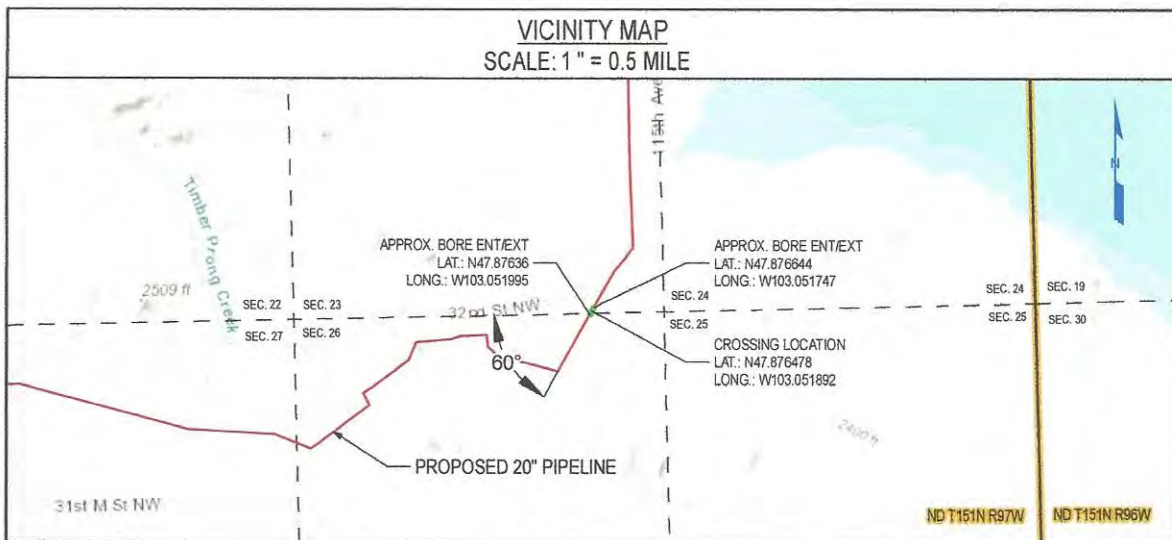 VICINITY MAP
SCALE: 1 " = 0.5 MILE
115th Ave
N
Timber Prong Creek
APPROX. BORE ENT/EXT
LAT.: N47.87636
LONG.: W103.051995
APPROX. BORE ENT/EXT
LAT.: N47.876644
LONG.: W103.051747
2509 ft
SEC. 22
SEC. 23
SEC. 27
SEC. 26
32nd St NW
SEC. 24
SEC. 25
SEC. 24
SEC. 19
SEC. 25
SEC. 30
60°
CROSSING LOCATION
LAT.: N47.876478
LONG.: W103.051892
2400 ft
PROPOSED 20" PIPELINE
31st M St NW
ND T151N R97W
ND T151N R96W